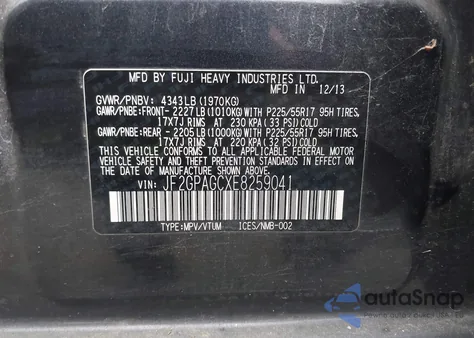 MFD BY FUJI HEAVY INDUSTRIES LTD.
MFD IN 12/13
GVWR/PNBV: 4343LB (1970KG)
GAWR/PNBE:FRONT- 2227LB (1010KG) WITH P225/55R17 95H TIRES,
17X7J RIMS AT 230 KPA (33 PSI) COLD
GAWR/PNBE:REAR - 2205LB (1000KG) WITH P225/55R17 95H TIRES,
17X7J RIMS AT 220 KPA (32 PSI) COLD
THIS VEHICLE CONFORMS TO ALL APPLICABLE FEDERAL MOTOR
VEHICLE SAFETY STANDARDS IN EFFECT ON THE
DATE OF MANUFACTURE SHOWN ABOVE.
VIN: JF2GPAGCXE8259041
TYPE:MPV/VTUM ICES/NMB-002
autoSnap